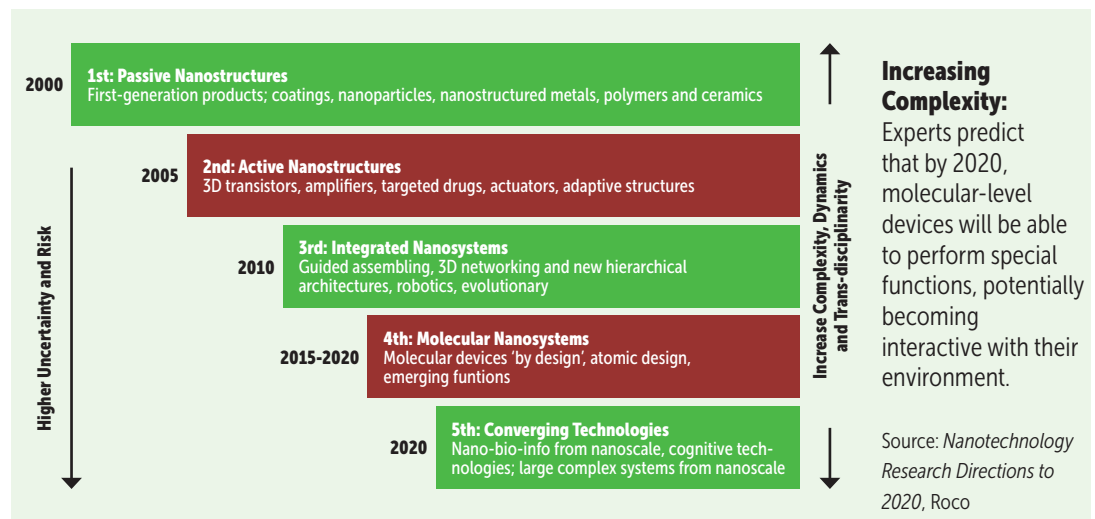 2000
1st: Passive Nanostructures
First-generation products; coatings, nanoparticles, nanostructured metals, polymers and ceramics
2005
2nd: Active Nanostructures
3D transistors, amplifiers, targeted drugs, actuators, adaptive structures
2010
3rd: Integrated Nanosystems
Guided assembling, 3D networking and new hierarchical
architectures, robotics, evolutionary
2015-2020
4th: Molecular Nanosystems
Molecular devices ‘by design’, atomic design,
emerging funtions
2020
5th: Converging Technologies
Nano-bio-info from nanoscale, cognitive tech-
nologies; large complex systems from nanoscale
Higher Uncertainty and Risk
Increase Complexity, Dynamics
and Trans-disciplinarity
Increasing
Complexity:
Experts predict
that by 2020,
molecular-level
devices will be able
to perform special
functions, potentially
becoming
interactive with their
environment.
Source: Nanotechnology
Research Directions to
2020, Roco